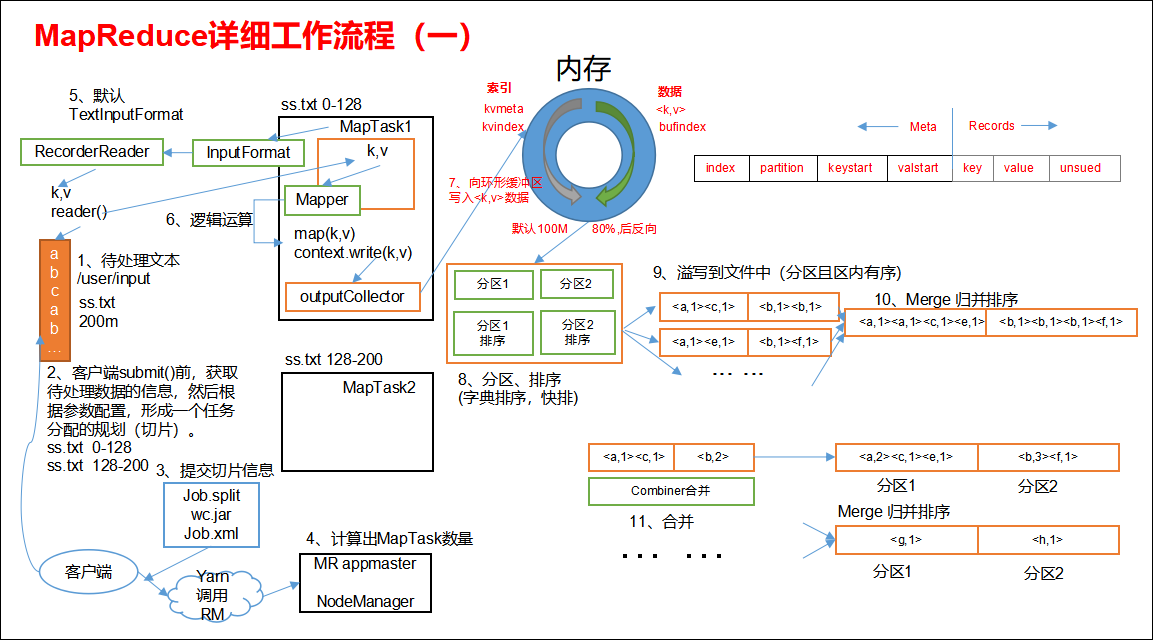 MapReduce详细工作流程（一）
5、默认
TextInputFormat
RecorderReader
InputFormat
k,v
reader()
a
b
c
a
b
...
1、待处理文本
/user/input
ss.txt
200m
2、客户端submit()前，获取
待处理数据的信息，然后根
据参数配置，形成一个任务
分配的规划（切片）。
ss.txt 0-128
ss.txt 128-200
3、提交切片信息
Job.split
wc.jar
Job.xml
客户端
Yarn
调用
RM
4、计算出MapTask数量
MR appmaster
NodeManager
ss.txt 0-128
MapTask1
k,v
Mapper
6、逻辑运算
map(k,v)
context.write(k,v)
outputCollector
ss.txt 128-200
MapTask2
内存
索引
kvmeta
kvindex
数据
<k,v>
bufindex
7、向环形缓冲区
写入<k,v>数据
默认100M
80%,后反向
Meta
Records
index
partition
keystart
valstart
key
value
unsued
分区1
分区2
分区1
排序
分区2
排序
8、分区、排序
(字典排序，快排)
9、溢写到文件中（分区且区内有序）
<a,1><c,1>
<b,1><b,1>
<a,1><e,1>
<b,1><f,1>
... ...
10、Merge 归并排序
<a,1><a,1><c,1><e,1>
<b,1><b,1><b,1><f,1>
<a,1><c,1>
<b,2>
Combiner合并
11、合并
... ...
<a,2><c,1><e,1>
<b,3><f,1>
分区1
分区2
Merge 归并排序
<g,1>
<h,1>
分区1
分区2